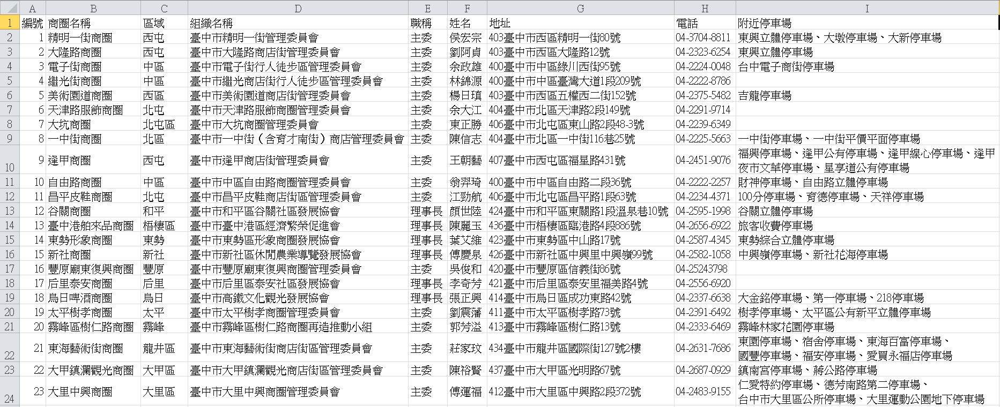 A B C D E F G H I
1 編號 商圈名稱 區域 組織名稱 職稱 姓名 地址 電話 附近停車場
2 1 精明一街商圈 西屯 臺中市精明一街管理委員會 主委 侯宏宗 403臺中市西區精明一街80號 04-3704-8811 東興立體停車場、大墩停車場、大新停車場
3 2 大隆路商圈 西屯 臺中市大隆路商店街管理委員會 主委 劉阿貞 403臺中市西區大隆路12號 04-2323-6254 東興立體停車場
4 3 電子街商圈 中區 臺中市電子街行人徒步區管理委員會 主委 余政雄 400臺中市中區綠川西街95號 04-2224-0048 台中電子商街停車場
5 4 繼光街商圈 中區 臺中市繼光商店街行人徒步區管理委員會 主委 林錦源 400臺中市中區臺灣大道1段209號 04-2222-8786
6 5 美術園道商圈 西區 臺中市美術園道商店街管理委員會 主委 楊日瑱 403臺中市西區五權西二街152號 04-2375-5482 吉龍停車場
7 6 天津路服飾商圈 北屯 臺中市天津路服飾商圈管理委員會 主委 余大江 404臺中市北區天津路2段149號 04-2291-9714
8 7 大坑商圈 北屯區 臺中市大坑商圈管理委員會 主委 東正勝 406臺中市北屯區東山路2段48-3號 04-2239-6349
9 8 一中街商圈 北區 臺中市一中街（含育才南街）商店管理委員會 主委 陳信志 404臺中市北區一中街116巷25號 04-2225-5663 一中街停車場、一中街平價平面停車場
10 9 逢甲商圈 西屯 臺中市逢甲商店街管理委員會 主委 王朝藝 407臺中市西屯區福星路431號 04-2451-9076 福興停車場、逢甲公有停車場、逢甲線心停車場、逢甲
夜市文華停車場、星享道公有停車場
11 10 自由路商圈 中區 臺中市中區自由路商圈管理委員會 主委 翁羿琦 400臺中市中區自由路二段36號 04-2222-2257 財神停車場、自由路立體停車場
12 11 昌平皮鞋商圈 北屯 臺中市昌平皮鞋商店街區管理委員會 主委 江勁航 406臺中市北屯區昌平路1段63號 04-2234-4371 100分停車場、育德停車場、天祥停車場
13 12 谷關商圈 和平 臺中市和平區谷關社區發展協會 理事長 顏世陸 424臺中市和平區東關路1段溫泉巷10號 04-2595-1998 谷關立體停車場
14 13 臺中港舶來品商圈 梧棲區 臺中市臺中港區經濟繁榮促進會 理事長 陳麗玉 436臺中市梧棲區臨港路4段886號 04-2656-6922 旅客收費停車場
15 14 東勢形象商圈 東勢 臺中市東勢區形象商圈發展協會 理事長 葉艾維 423臺中市東勢區中山路17號 04-2587-4345 東勢綜合立體停車場
16 15 新社商圈 新社 臺中市新社區休閒農業導覽發展協會 理事長 傅慶泉 426臺中市新社區中興里中興嶺99號 04-2582-1058 中興嶺停車場、新社花海停車場
17 16 豐原廟東復興商圈 豐原 臺中市豐原廟東復興商圈管理委員會 主委 吳俊和 420臺中市豐原區信義街86號 04-25243798
18 17 后里泰安商圈 后里 臺中市后里區泰安社區發展協會 理事長 李奇芳 421臺中市后里區泰安里福美路4號 04-2556-6920
19 18 烏日啤酒商圈 烏日 臺中市高鐵文化觀光發展協會 理事長 張正興 414臺中市烏日區成功東路42號 04-2337-6638 大金銘停車場、第一停車場、218停車場
20 19 太平樹孝商圈 太平 臺中市太平樹孝商圈管理委員會 主委 劉震藩 411臺中市太平區樹孝路73號 04-2391-6492 樹孝停車場、太平區公有新平立體停車場
21 20 霧峰區樹仁路商圈 霧峰 臺中市霧峰區樹仁路商圈再造推動小組 主委 郭芳溢 413臺中市霧峰區樹仁路13號 04-2333-6469 霧峰林家花園停車場
22 21 東海藝術街商圈 龍井區 臺中市東海藝術街商店街區管理委員會 主委 莊家玟 434臺中市龍井區國際街127號2樓 04-2631-7686 東園停車場、宿舍停車場、東海百富停車場、
國豐停車場、福安停車場、愛買永福店停車場
23 22 大甲鎮瀾觀光商圈 大甲區 臺中市大甲鎮瀾觀光商店街區管理委員會 主委 陳裕賢 437臺中市大甲區光明路67號 04-2687-0929 鎮南宮停車場、蔣公路停車場
24 23 大里中興商圈 大里區 臺中市大里中興商圈管理委員會 主委 傅運福 412臺中市大里區中興路2段372號 04-2483-9155 仁愛特約停車場、德芳南路第二停車場、
台中市大里區公所停車場、大里運動公園地下停車場